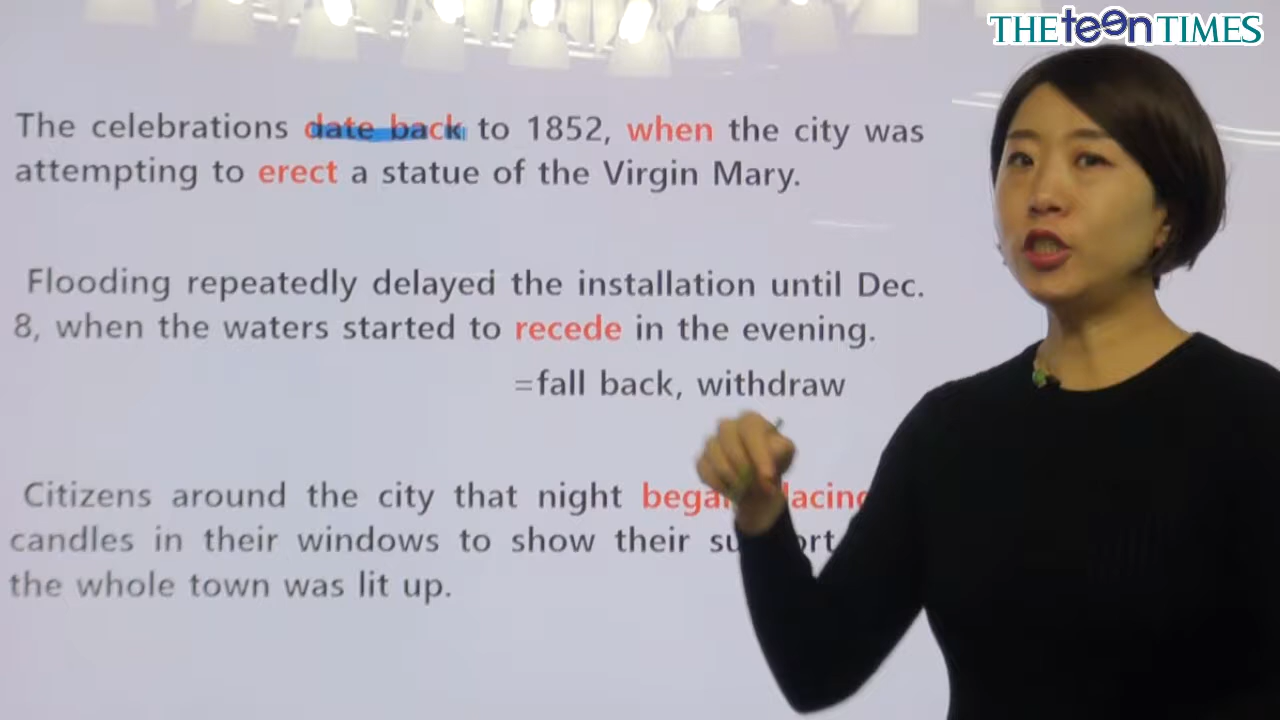 THE teen TIMES
The celebrations date back to 1852, when the city was
attempting to erect a statue of the Virgin Mary.
Flooding repeatedly delayed the installation until Dec.
8, when the waters started to recede in the evening.
=fall back, withdraw
Citizens around the city that night
candles in their windows to show their
the whole town was lit up.